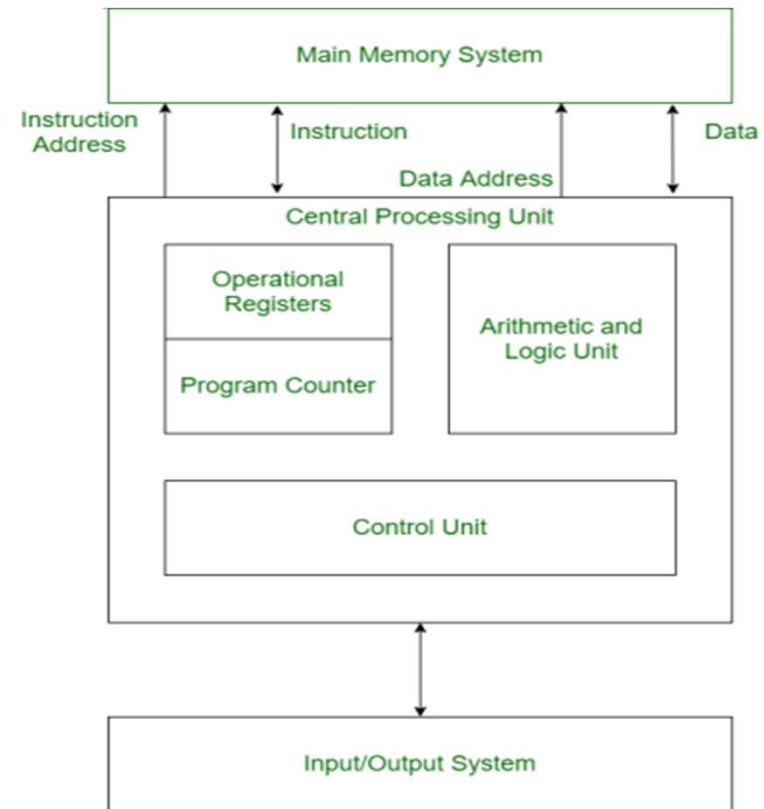 Main Memory System
Instruction
Address
Instruction
Data
Data Address
Central Processing Unit
Operational
Registers
Program Counter
Arithmetic and
Logic Unit
Control Unit
Input/Output System